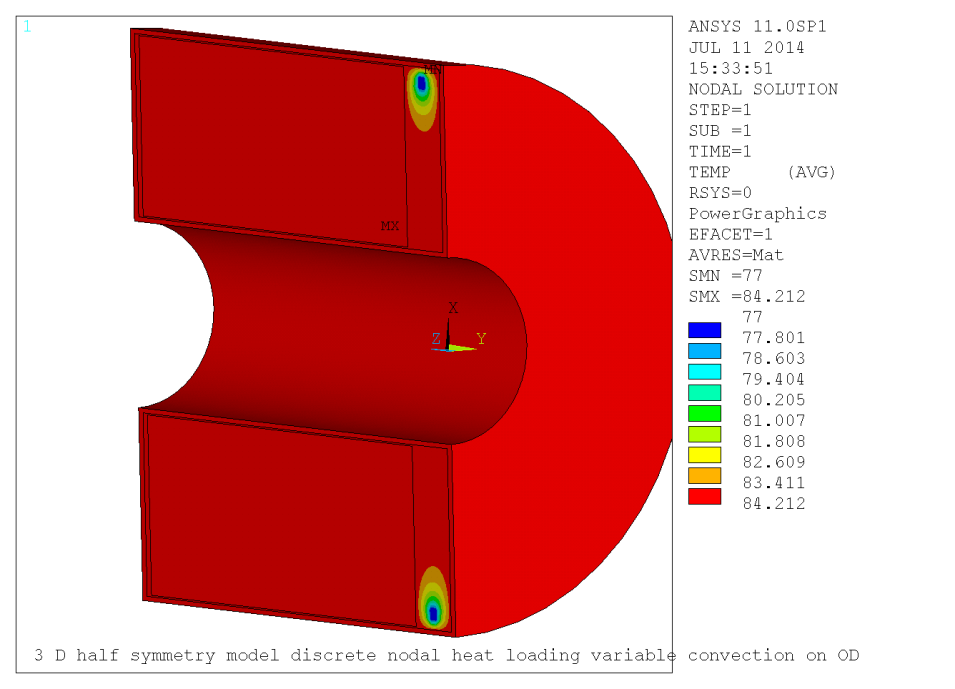 1
ANSYS 11.0SP1
JUL 11 2014
15:33:51
NODAL SOLUTION
STEP=1
SUB =1
TIME=1
TEMP (AVG)
RSYS=0
PowerGraphics
EFACET=1
AVRES=Mat
SMN =77
SMX =84.212
77
77.801
78.603
79.404
80.205
81.007
81.808
82.609
83.411
84.212
MN
MX
X
Z Y
3 D half symmetry model discrete nodal heat loading variable convection on OD